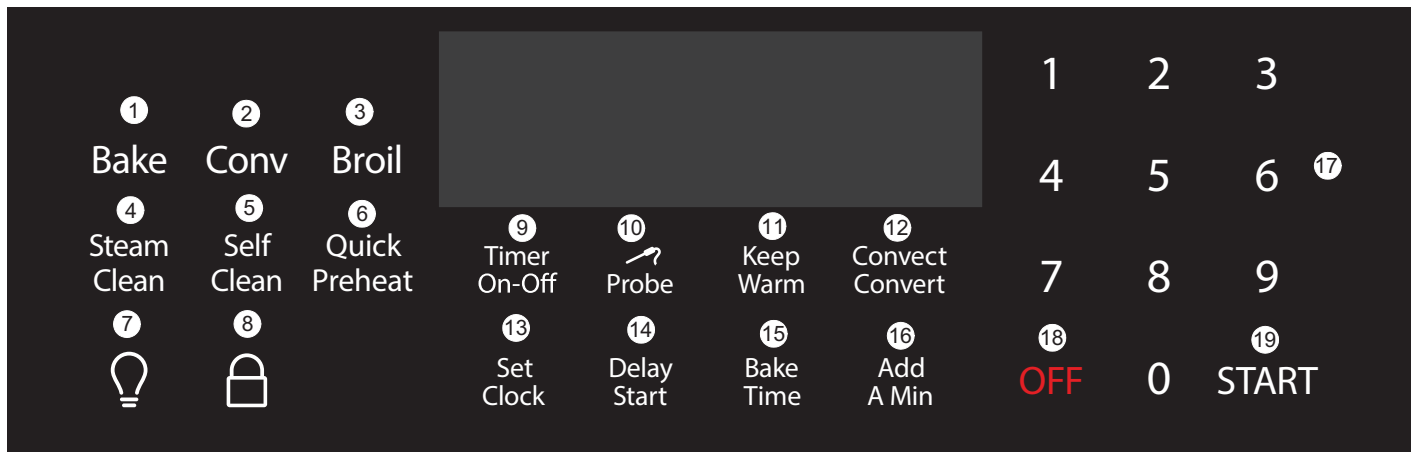 1 2 3
1 2 3
Bake Conv Broil
4 5 6 17
4 5 6
Steam Self Quick
Clean Clean Preheat
9 10 11 12
Timer Keep Convect
On-Off Probe Warm Convert
7 8 9
7 8
13 14 15 16
Set Delay Bake Add
Clock Start Time A Min
18 19
OFF 0 START